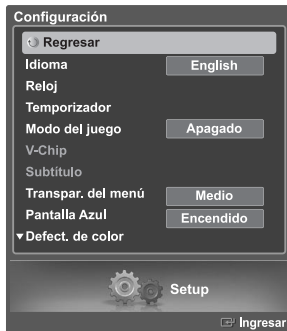 Configuración
Regresar
Idioma English
Reloj
Temporizador
Modo del juego Apagado
V-Chip
Subtítulo
Transpar. del menú Medio
Pantalla Azul Encendido
▼Defect. de color
Setup
Ingresar